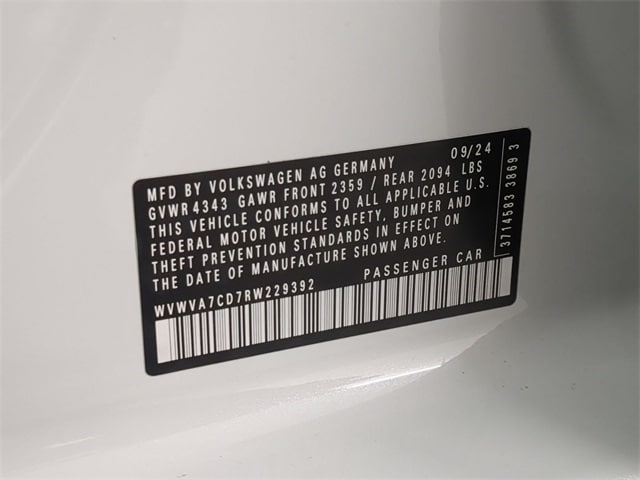 MFD BY VOLKSWAGEN AG GERMANY 09/24
GVWR 4343 GAWR FRONT 2359 / REAR 2094 LBS
THIS VEHICLE CONFORMS TO ALL APPLICABLE U.S.
FEDERAL MOTOR VEHICLE SAFETY, BUMPER AND
THEFT PREVENTION STANDARDS IN EFFECT ON
THE DATE OF MANUFACTURE SHOWN ABOVE.
WVWVA7CD7RW229392 PASSENGER CAR
3714583 3869 3